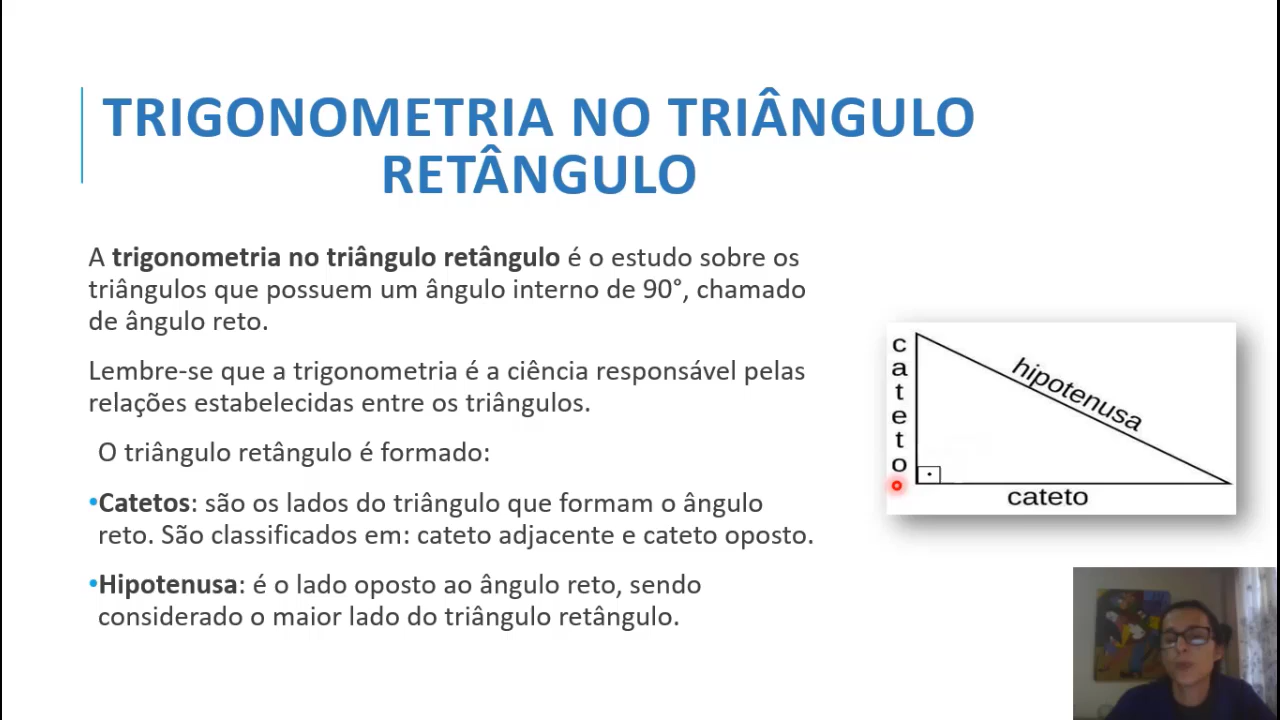 TRIGONOMETRIA NO TRIÂNGULO
RETÂNGULO
A trigonometria no triângulo retângulo é o estudo sobre os
triângulos que possuem um ângulo interno de 90°, chamado
de ângulo reto.
Lembre-se que a trigonometria é a ciência responsável pelas
relações estabelecidas entre os triângulos.
O triângulo retângulo é formado:
•Catetos: são os lados do triângulo que formam o ângulo
reto. São classificados em: cateto adjacente e cateto oposto.
•Hipotenusa: é o lado oposto ao ângulo reto, sendo
considerado o maior lado do triângulo retângulo.
cateto
hipotenusa
cateto